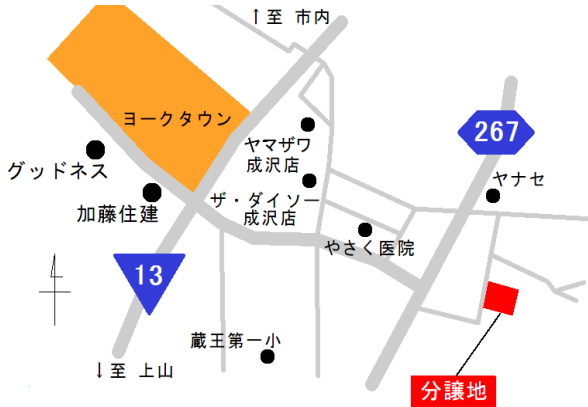 ↑至 市内
ヨークタウン
267
ヤマザワ
成沢店
グッドネス
ヤナセ
加藤住建
ザ・ダイソー
成沢店
やさく医院
13
蔵王第一小
↓至 上山
分譲地